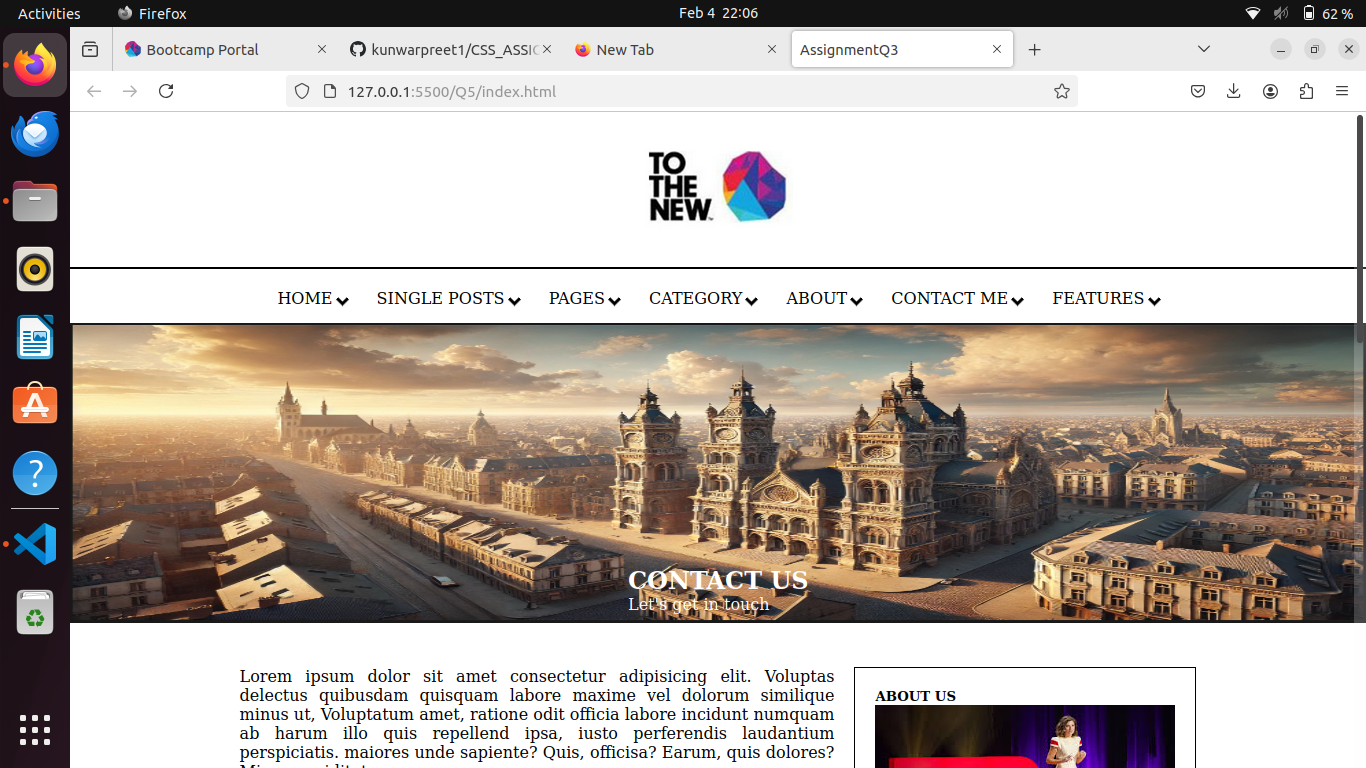 Activities
Firefox
Feb 4 22:06
62 %
Bootcamp Portal
kunwarpreet1/CSS_ASSIG
New Tab
AssignmentQ3
127.0.0.1:5500/Q5/index.html
TO
THE
NEW™
HOME
SINGLE POSTS
PAGES
CATEGORY
ABOUT
CONTACT ME
FEATURES
CONTACT US
Let's get in touch
Lorem ipsum dolor sit amet consectetur adipisicing elit. Voluptas
delectus quibusdam quisquam labore maxime vel dolorum similique
minus ut, Voluptatum amet, ratione odit officia labore incidunt numquam
ab harum illo quis repellend ipsa, iusto perferendis laudantium
perspiciatis. maiores unde sapiente? Quis, officisa? Earum, quis dolores?
ABOUT US